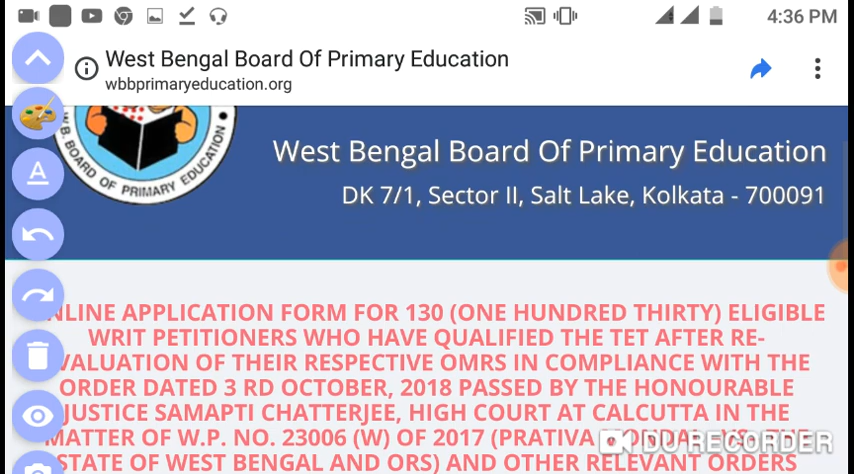 4:36 PM
West Bengal Board Of Primary Education
wbbprimaryeducation.org
W.B. BOARD OF PRIMARY EDUCATION
West Bengal Board Of Primary Education
DK 7/1, Sector II, Salt Lake, Kolkata - 700091
NLINE APPLICATION FORM FOR 130 (ONE HUNDRED THIRTY) ELIGIBLE
WRIT PETITIONERS WHO HAVE QUALIFIED THE TET AFTER RE-
VALUATION OF THEIR RESPECTIVE OMRS IN COMPLIANCE WITH THE
ORDER DATED 3 RD OCTOBER, 2018 PASSED BY THE HONOURABLE
JUSTICE SAMAPTI CHATTERJEE, HIGH COURT AT CALCUTTA IN THE
MATTER OF W.P. NO. 23006 (W) OF 2017 (PRATIVA
DU RECORDER
STATE OF WEST BENGAL AND ORS) AND OTHER RELEVANT ORDERS